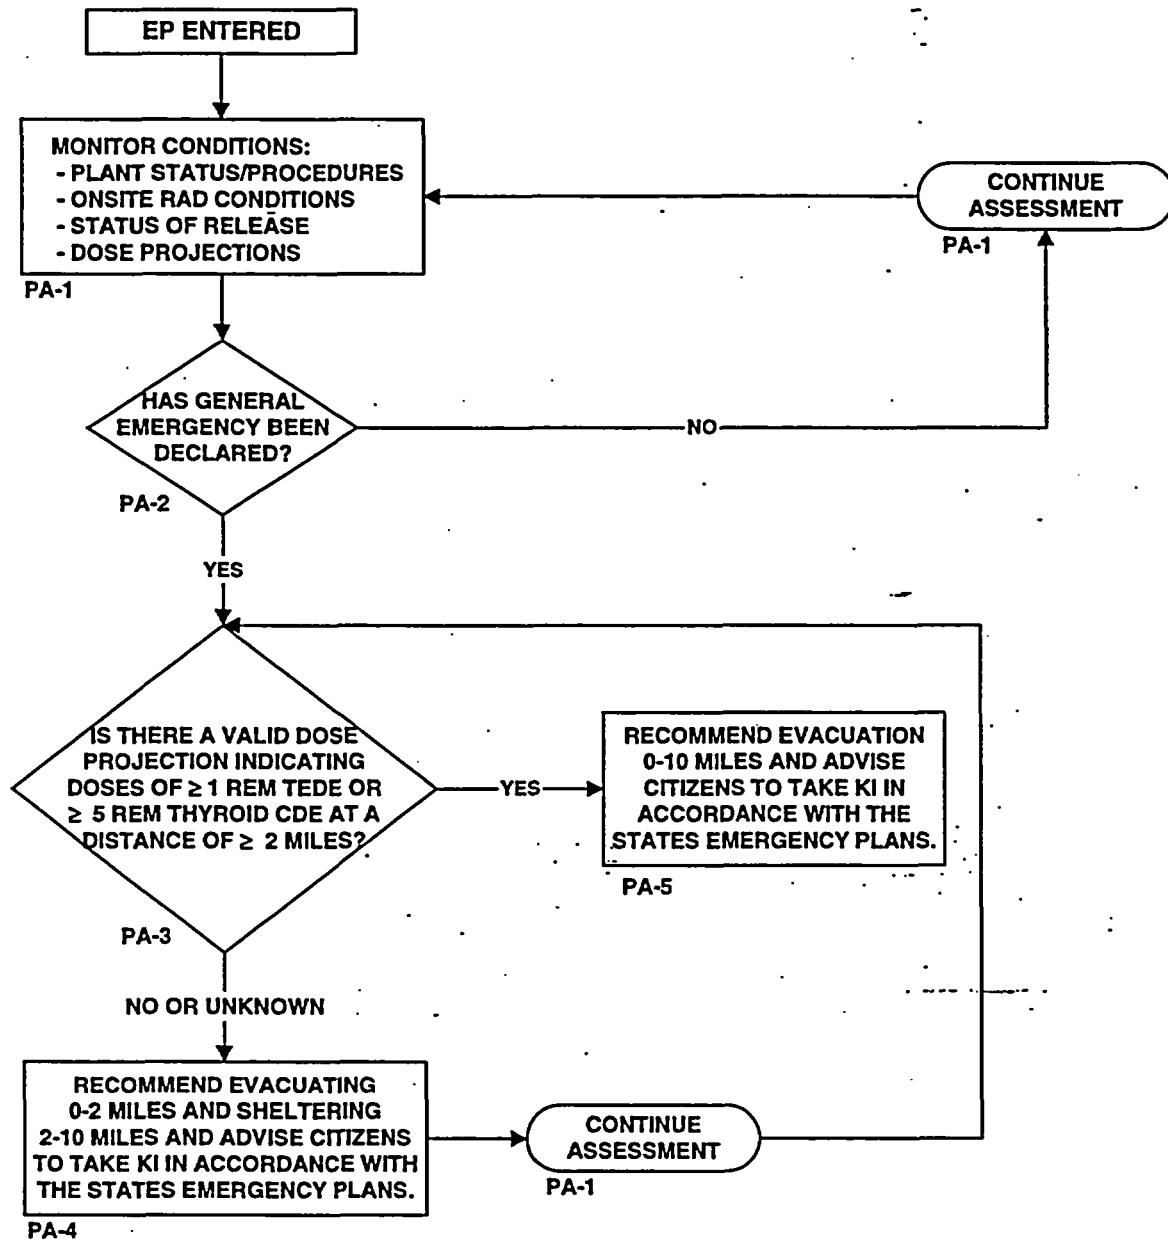 EP ENTERED
MONITOR CONDITIONS:
- PLANT STATUS/PROCEDURES
- ONSITE RAD CONDITIONS
- STATUS OF RELEASE
- DOSE PROJECTIONS
PA-1
CONTINUE
ASSESSMENT
PA-1
HAS GENERAL
EMERGENCY BEEN
DECLARED?
PA-2
NO
YES
IS THERE A VALID DOSE
PROJECTION INDICATING
DOSES OF ≥ 1 REM TEDE OR
≥ 5 REM THYROID CDE AT A
DISTANCE OF ≥ 2 MILES?
PA-3
YES
RECOMMEND EVACUATION
0-10 MILES AND ADVISE
CITIZENS TO TAKE KI IN
ACCORDANCE WITH THE
STATES EMERGENCY PLANS.
PA-5
NO OR UNKNOWN
RECOMMEND EVACUATING
0-2 MILES AND SHELTERING
2-10 MILES AND ADVISE CITIZENS
TO TAKE KI IN ACCORDANCE WITH
THE STATES EMERGENCY PLANS.
PA-4
CONTINUE
ASSESSMENT
PA-1